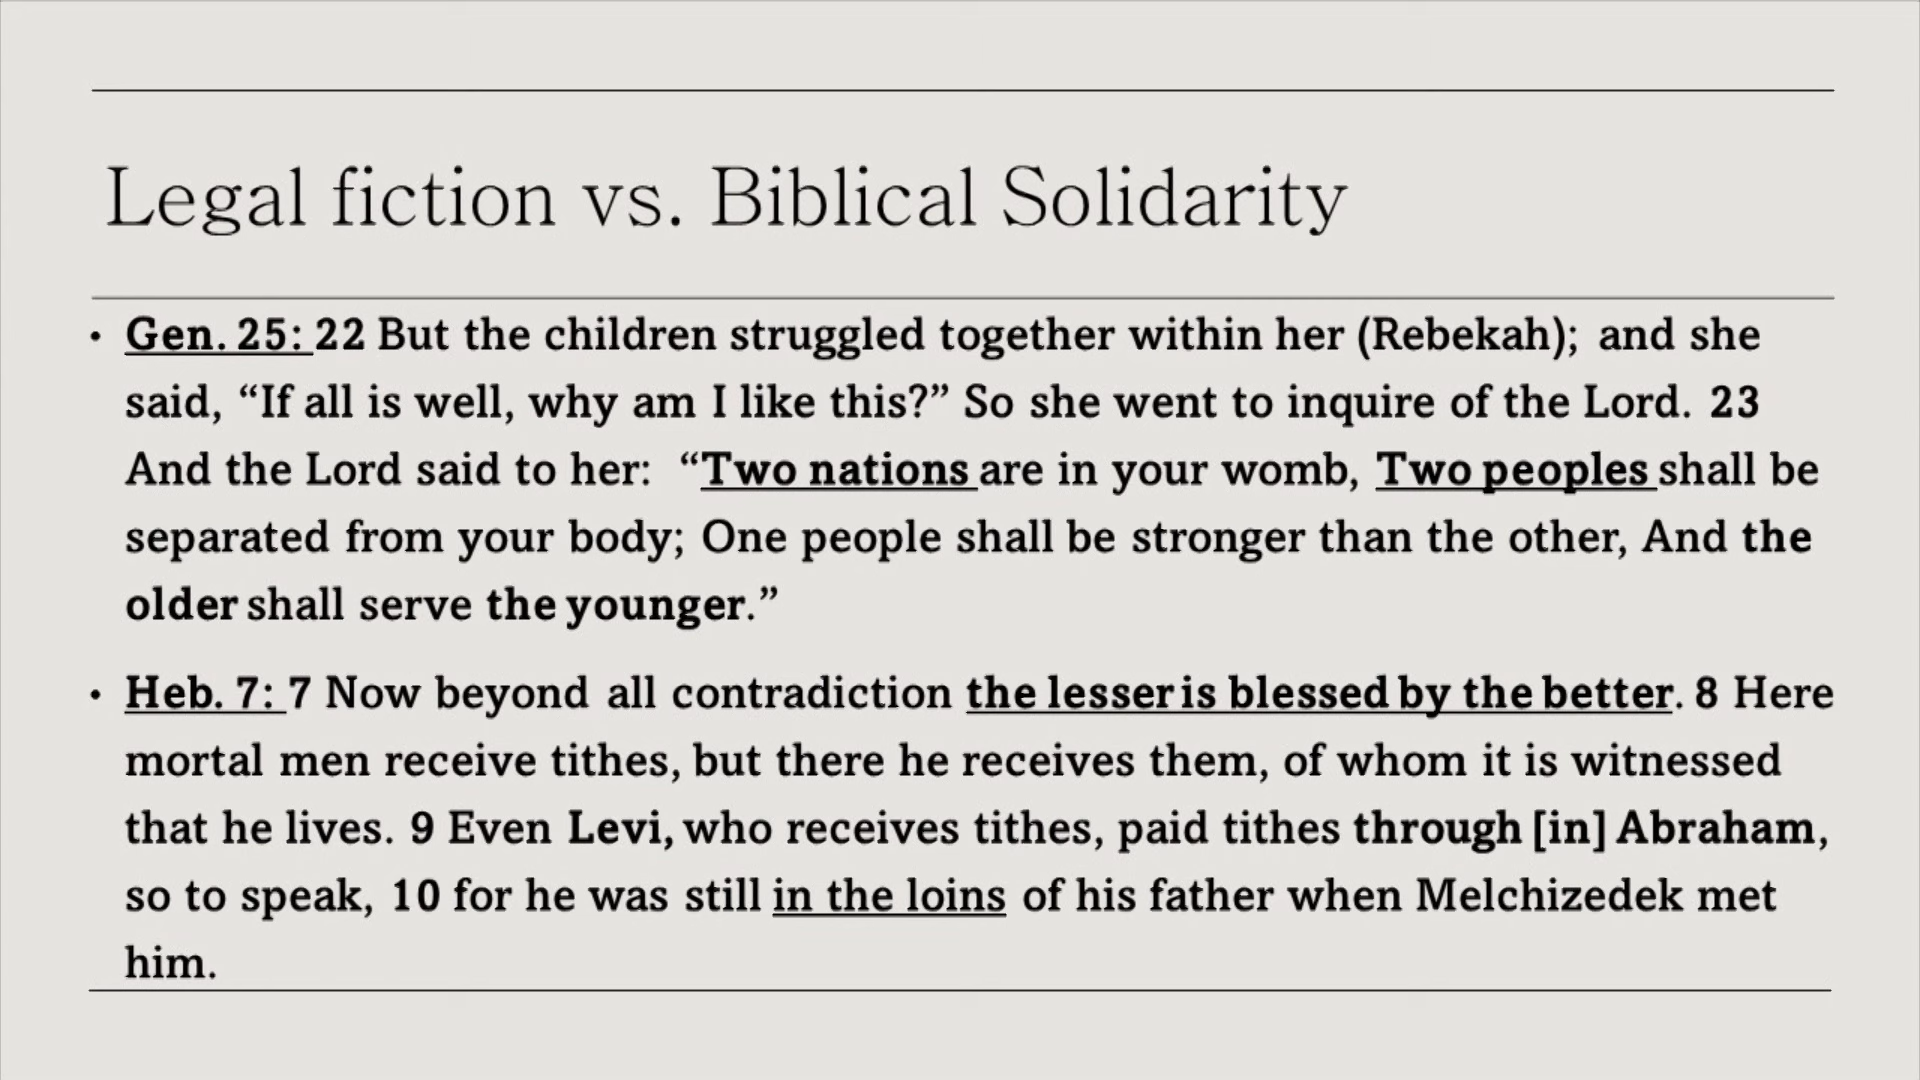 Legal fiction vs. Biblical Solidarity
• Gen. 25: 22 But the children struggled together within her (Rebekah); and she
said, “If all is well, why am I like this?” So she went to inquire of the Lord. 23
And the Lord said to her: “Two nations are in your womb, Two peoples shall be
separated from your body; One people shall be stronger than the other, And the
older shall serve the younger.”
• Heb. 7: 7 Now beyond all contradiction the lesser is blessed by the better. 8 Here
mortal men receive tithes, but there he receives them, of whom it is witnessed
that he lives. 9 Even Levi, who receives tithes, paid tithes through [in] Abraham,
so to speak, 10 for he was still in the loins of his father when Melchizedek met
him.